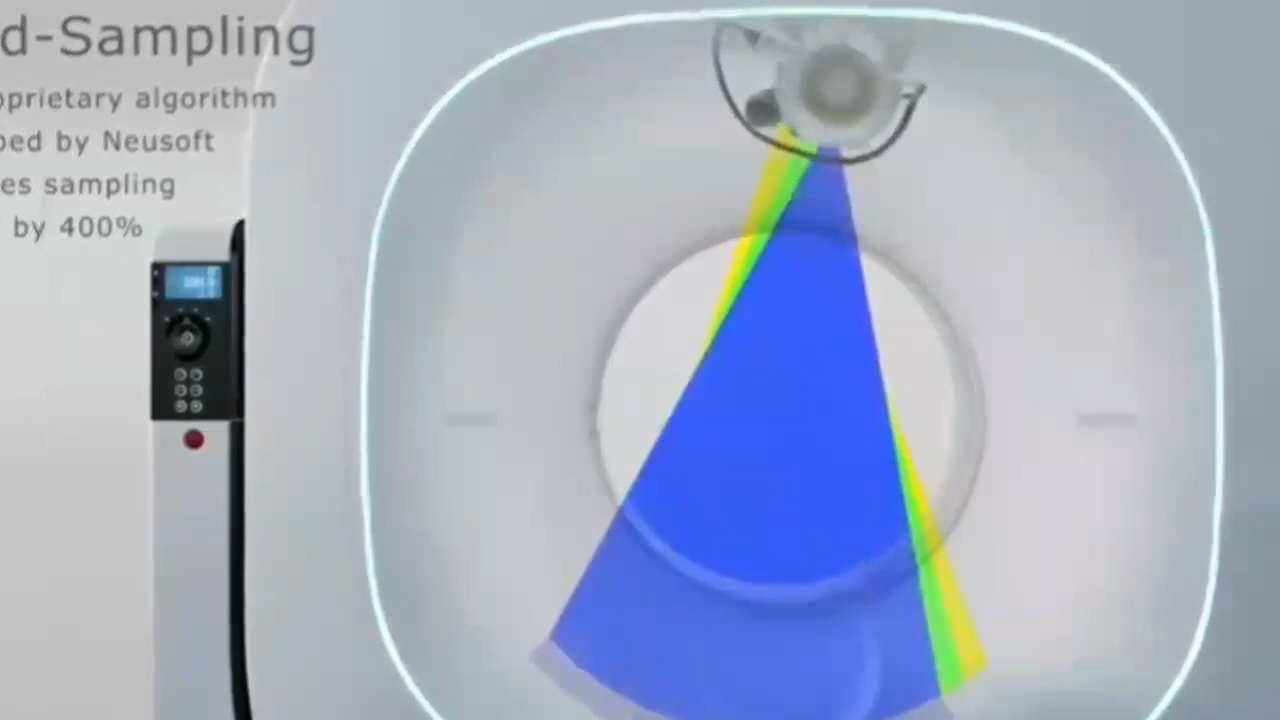 d-Sampling
oprietary algorithm
ped by Neusoft
es sampling
by 400%